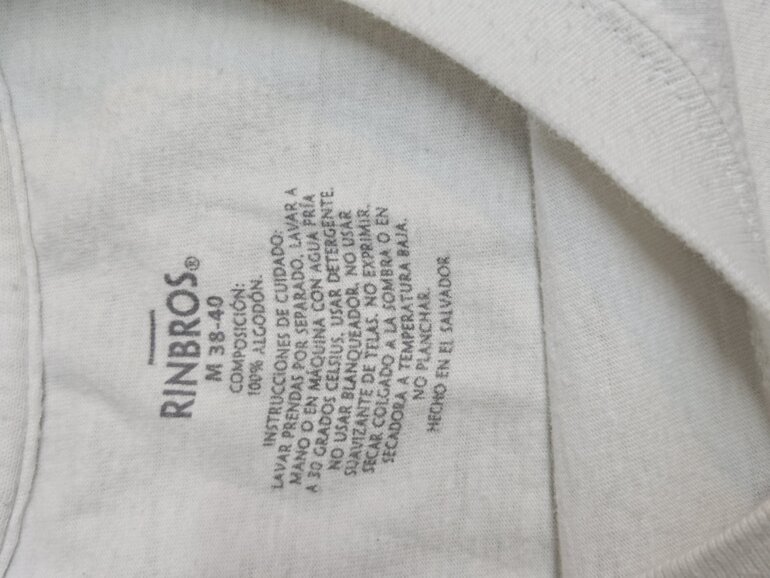 RINBROS®
M 38-40
COMPOSICIÓN:
100% ALGODÓN.
INSTRUCCIONES DE CUIDADO:
LAVAR PRENDAS POR SEPARADO. LAVAR A
MANO O EN MÁQUINA CON AGUA FRÍA
A 30 GRADOS CELSIUS. USAR DETERGENTE.
NO USAR BLANQUEADOR. NO USAR
SUAVIZANTE DE TELAS. NO EXPRIMIR.
SECAR COLGADO A LA SOMBRA O EN
SECADORA A TEMPERATURA BAJA.
NO PLANCHAR.
HECHO EN EL SALVADOR